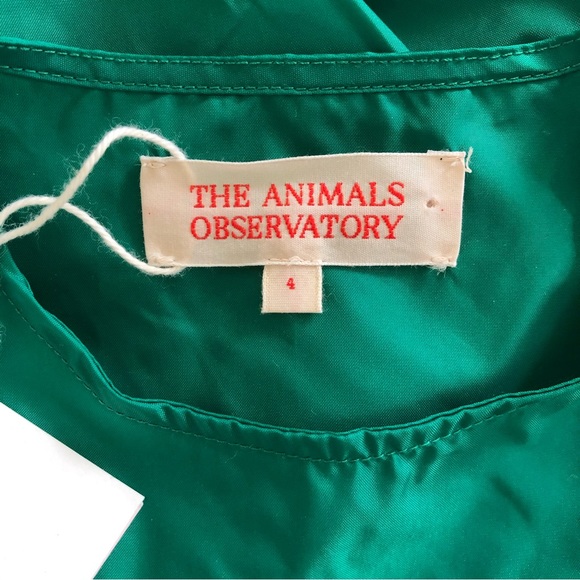 THE ANIMALS
OBSERVATORY
4